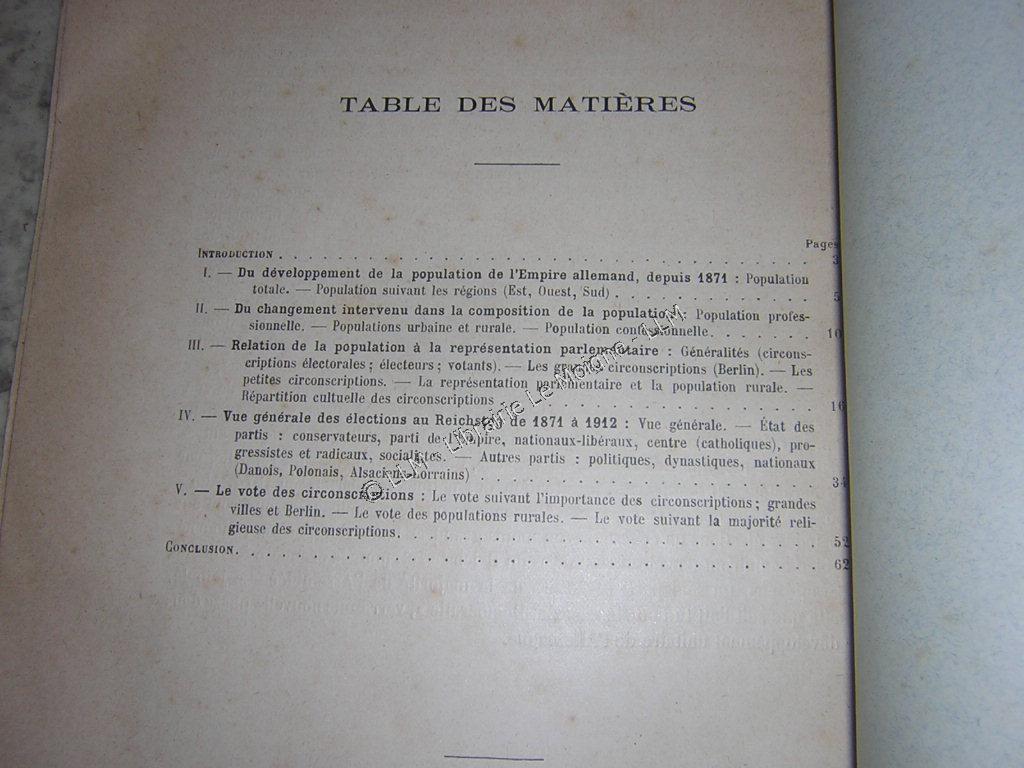 TABLE DES MATIÈRES
Pages
INTRODUCTION . . . . . . . . . . . . . . . . . . . . . 3
I. — Du développement de la population de l'Empire allemand, depuis 1871 : Population
totale. — Population suivant les régions (Est, Ouest, Sud) . . . . . . . . . . 5
II. — Du changement intervenu dans la composition de la population : Population profes-
sionnelle. — Populations urbaine et rurale. — Population confessionnelle. . . . . . 10
III. — Relation de la population à la représentation parlementaire : Généralités (circons-
criptions électorales ; électeurs ; votants). — Les grandes circonscriptions (Berlin). — Les
petites circonscriptions. — La représentation parlementaire et la population rurale. —
Répartition cultuelle des circonscriptions . . . . . . . . . . . . . . . 16
IV. — Vue générale des élections au Reichstag de 1871 à 1912 : Vue générale. — État des
partis : conservateurs, parti de l'Empire, nationaux-libéraux, centre (catholiques), pro-
gressistes et radicaux, socialistes. — Autres partis : politiques, dynastiques, nationaux
(Danois, Polonais, Alsaciens-Lorrains) . . . . . . . . . . . . . . . . 34
V. — Le vote des circonscriptions : Le vote suivant l'importance des circonscriptions ; grandes
villes et Berlin. — Le vote des populations rurales. — Le vote suivant la majorité reli-
gieuse des circonscriptions. . . . . . . . . . . . . . . . . . . . 52
CONCLUSION. . . . . . . . . . . . . . . . . . . . . . . 62
© LLM - Librairie Le Moigne - LLM